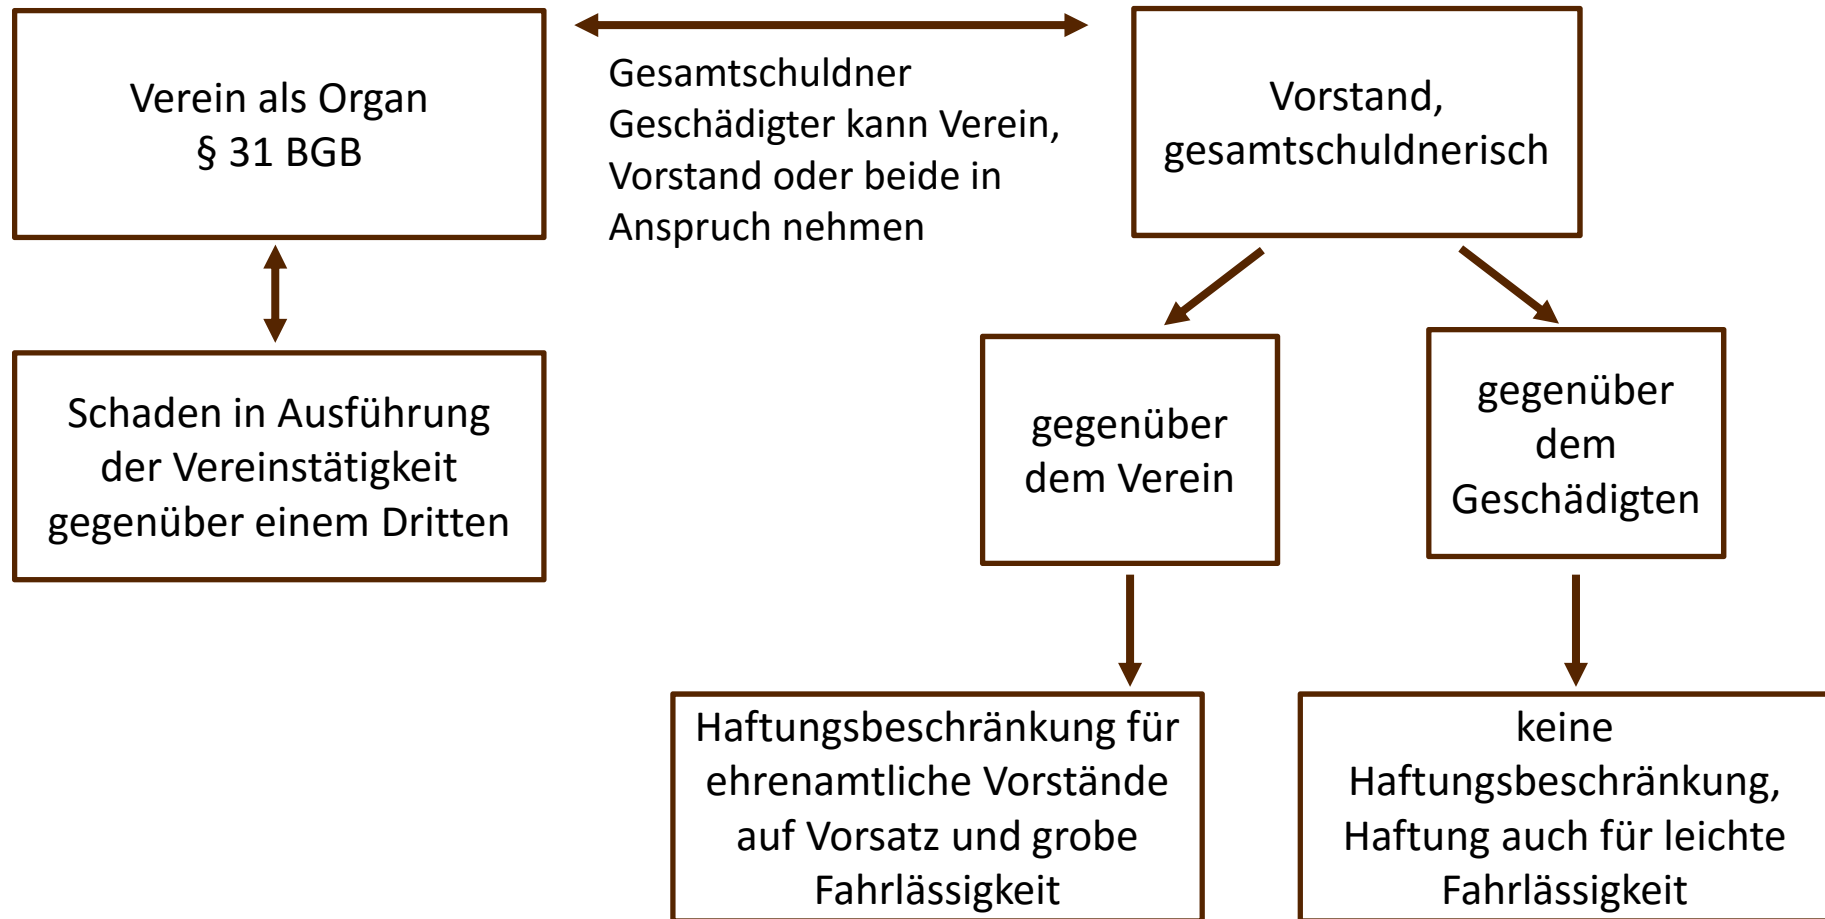 Verein als Organ
§ 31 BGB
Gesamtschuldner
Geschädigter kann Verein,
Vorstand oder beide in
Anspruch nehmen
Vorstand,
gesamtschuldnerisch
Schaden in Ausführung
der Vereinstätigkeit
gegenüber einem Dritten
gegenüber
dem Verein
gegenüber
dem
Geschädigten
Haftungsbeschränkung für
ehrenamtliche Vorstände
auf Vorsatz und grobe
Fahrlässigkeit
keine
Haftungsbeschränkung,
Haftung auch für leichte
Fahrlässigkeit